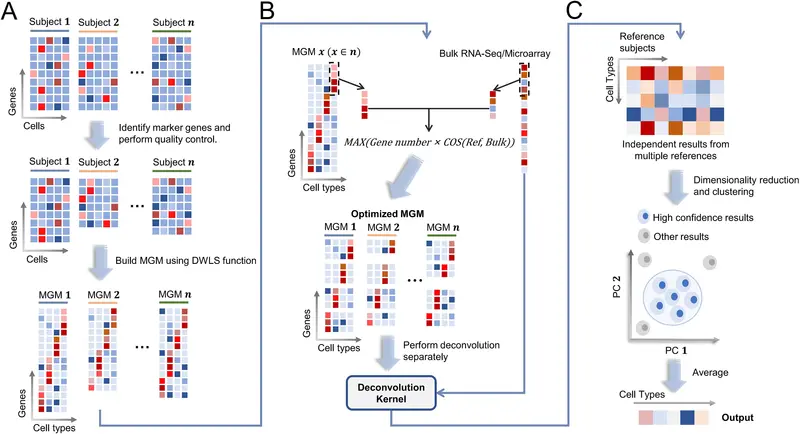 A
Subject 1
Subject 2
Subject n
...
Genes
Cells
Identify marker genes and
perform quality control.
Subject 1
Subject 2
Subject n
...
Genes
Cells
Build MGM using DWLS function
MGM 1
MGM 2
MGM n
...
Genes
Cell types
B
MGM x (x ∈ n)
Bulk RNA-Seq/Microarray
MAX(Gene number × COS(Ref, Bulk))
Genes
Cell types
Optimized MGM
MGM 1
MGM 2
MGM n
...
Genes
Cell types
Perform deconvolution
separately
Deconvolution
Kernel
C
Reference
subjects
Cell Types
Independent results from
multiple references
Dimensionality reduction
and clustering
High confidence results
Other results
PC 2
PC 1
Average
Cell Types
Output